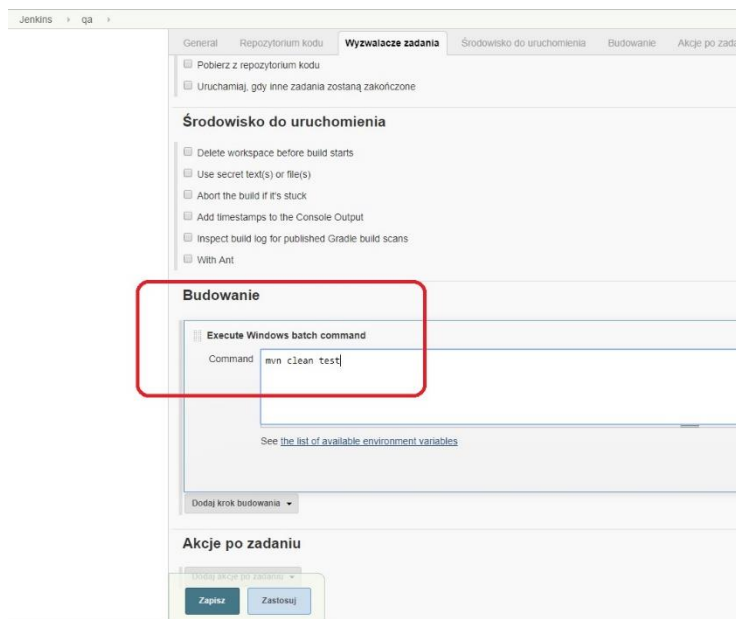 Jenkins › qa ›
General Repozytorium kodu Wyzwalacze zadania Środowisko do uruchomienia Budowanie Akcje po zada
Pobierz z repozytorium kodu
Uruchamiaj, gdy inne zadania zostaną zakończone
Środowisko do uruchomienia
Delete workspace before build starts
Use secret text(s) or file(s)
Abort the build if it's stuck
Add timestamps to the Console Output
Inspect build log for published Gradle build scans
With Ant
Budowanie
Execute Windows batch command
Command mvn clean test
See the list of available environment variables
Dodaj krok budowania
Akcje po zadaniu
Dodaj akcje po zadaniu
Zapisz Zastosuj